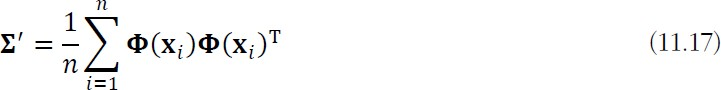 𝚺′ = 1/n ∑_{i=1}^{n} 𝚽(𝐱_i)𝚽(𝐱_i)^T (11.17)